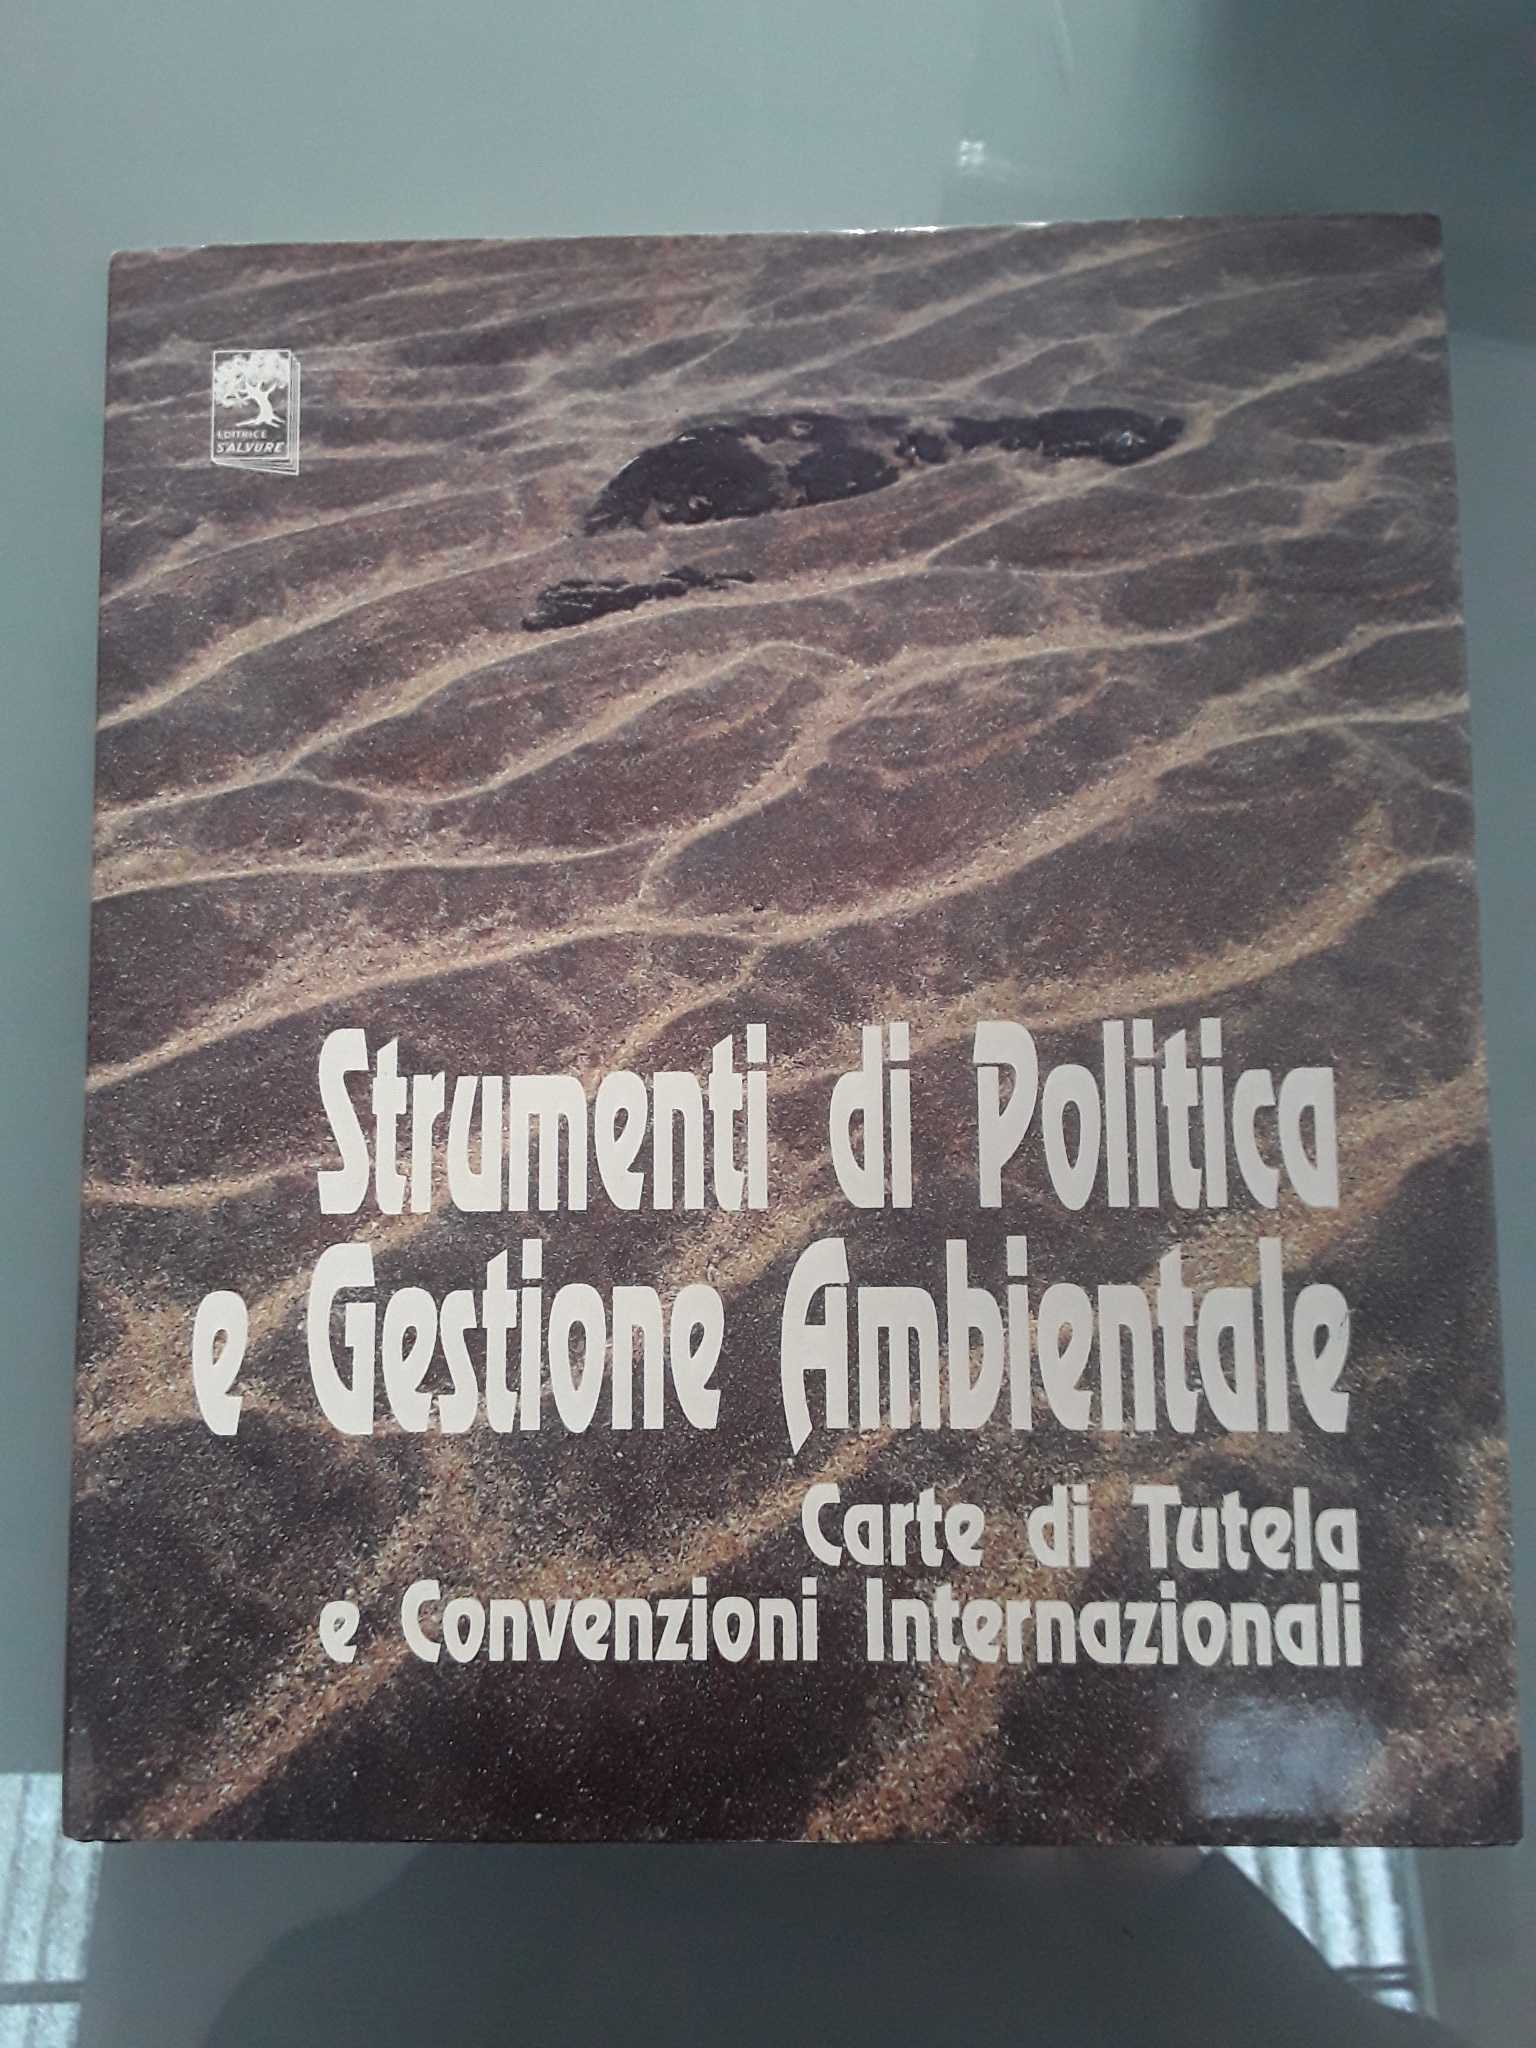 EDITRICE
SALVURE
Strumenti di Politica
e Gestione Ambientale
Carte di Tutela
e Convenzioni Internazionali